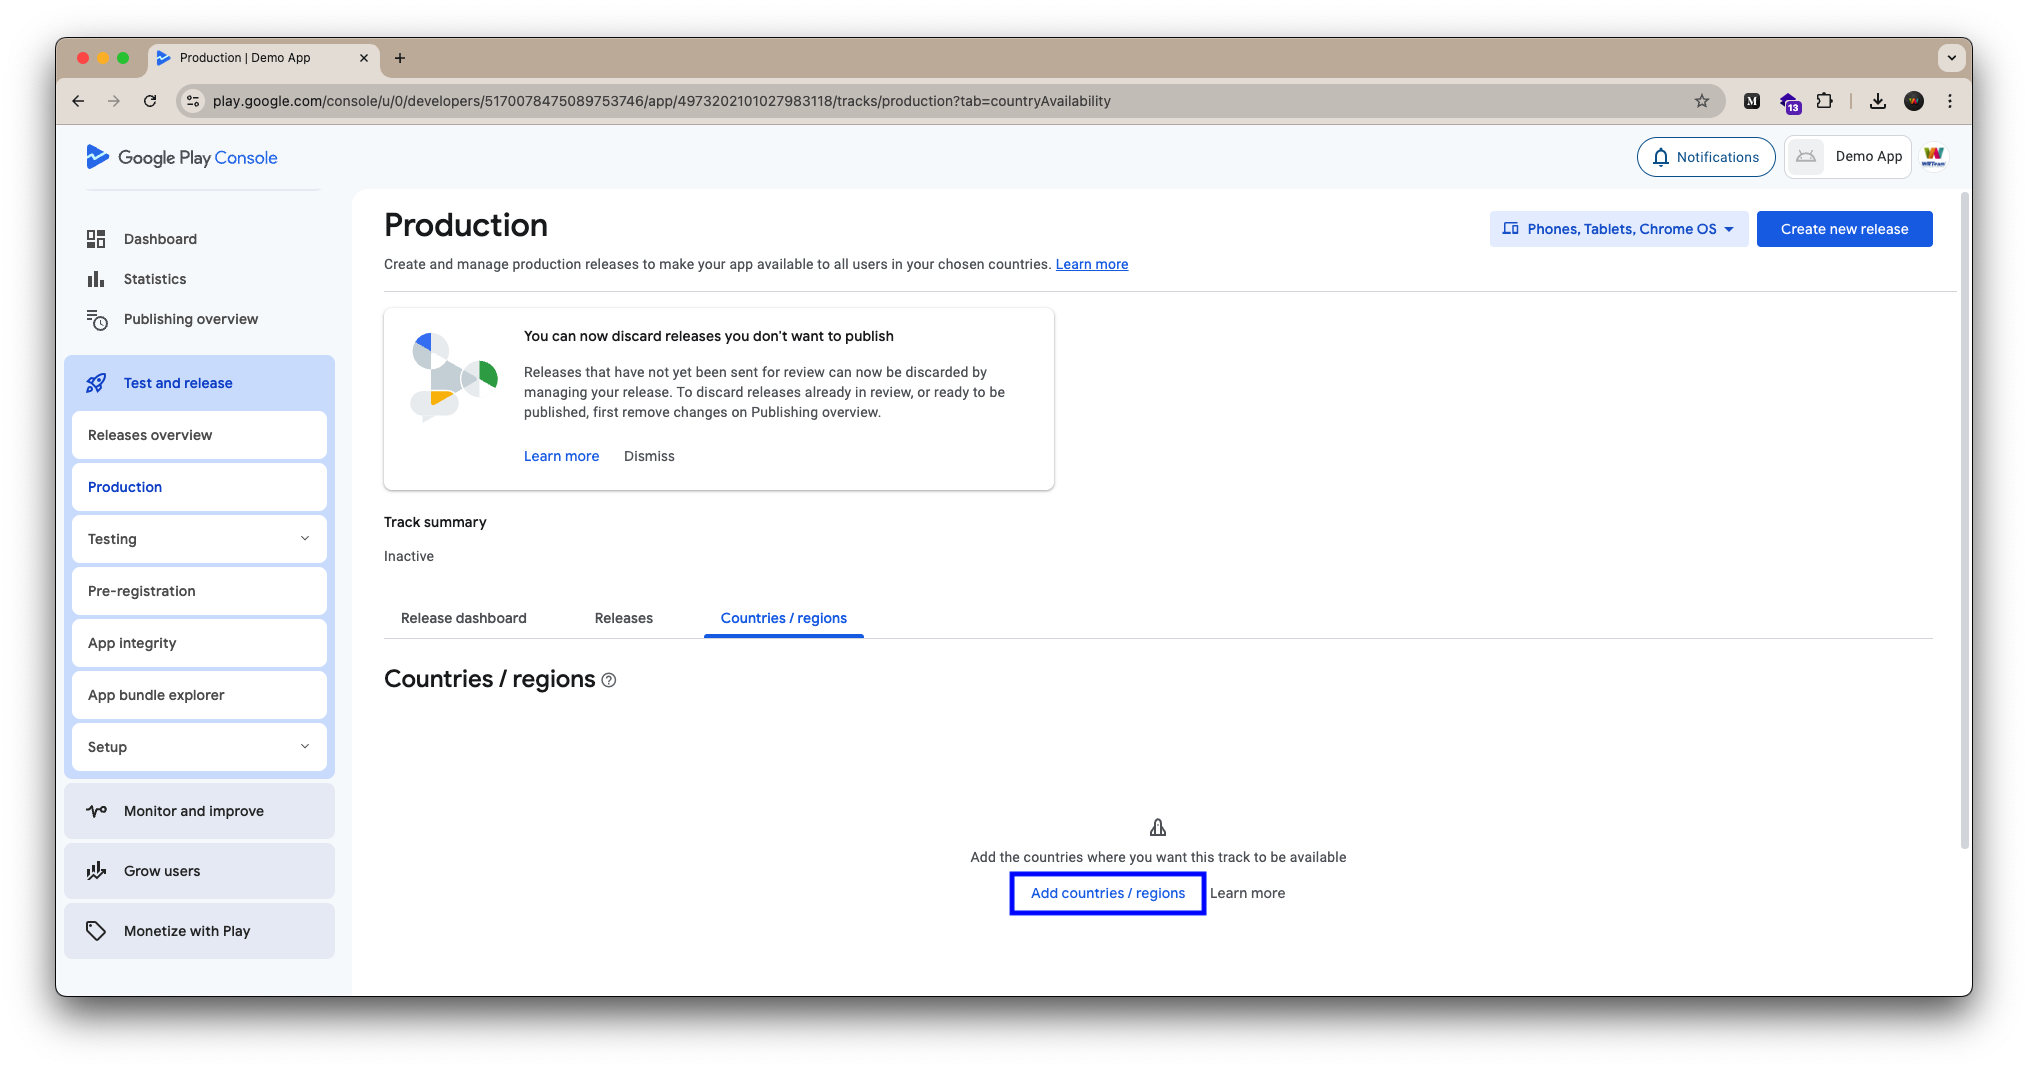 Production | Demo App
play.google.com/console/u/0/developers/5170078475089753746/app/4973202101027983118/tracks/production?tab=countryAvailability
M
13
Google Play Console
Notifications
Demo App
W
WRTeam
Dashboard
Statistics
Publishing overview
Test and release
Releases overview
Production
Testing
Pre-registration
App integrity
App bundle explorer
Setup
Monitor and improve
Grow users
Monetize with Play
Production
Phones, Tablets, Chrome OS
Create new release
Create and manage production releases to make your app available to all users in your chosen countries. Learn more
You can now discard releases you don't want to publish
Releases that have not yet been sent for review can now be discarded by
managing your release. To discard releases already in review, or ready to be
published, first remove changes on Publishing overview.
Learn more Dismiss
Track summary
Inactive
Release dashboard Releases Countries / regions
Countries / regions
Add the countries where you want this track to be available
Add countries / regions Learn more